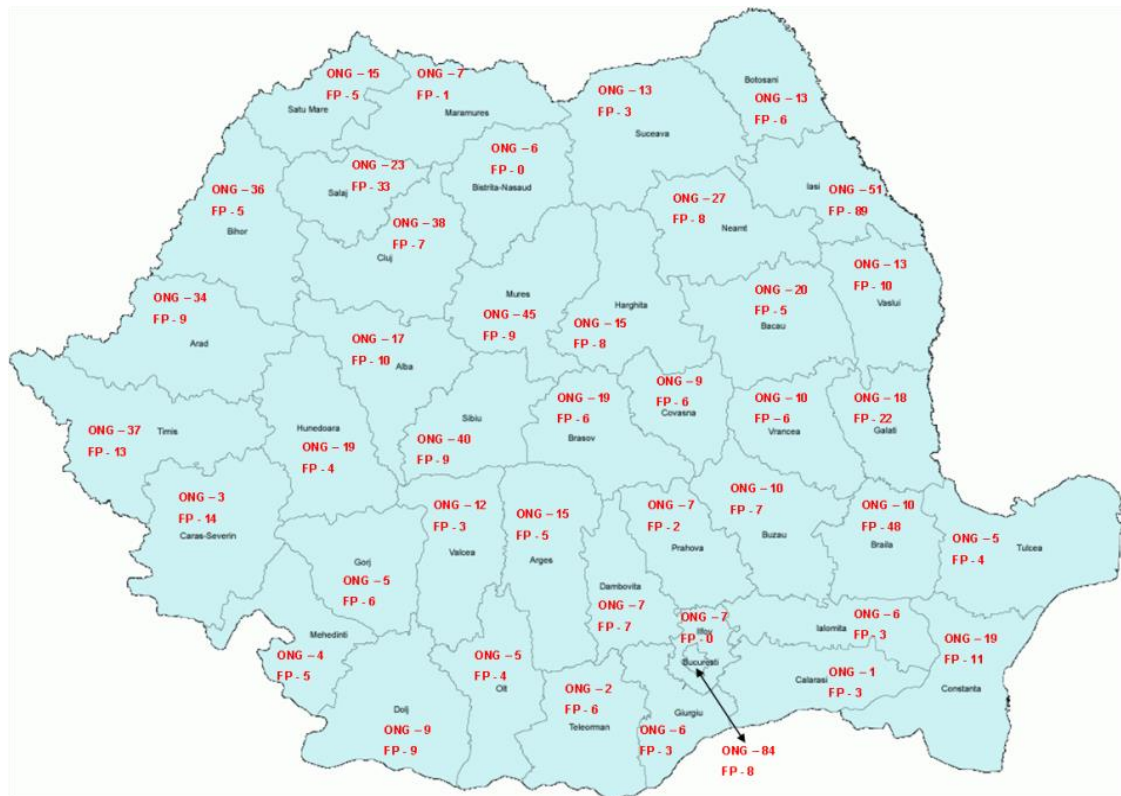 ONG – 15
FP - 5
Satu Mare
ONG – 7
FP - 1
Maramures
ONG – 13
FP - 3
Suceava
Botosani
ONG – 13
FP - 6
ONG – 23
FP - 33
Salaj
ONG – 6
FP - 0
Bistrita-Nasaud
ONG – 36
FP - 5
Bihor
ONG – 38
FP - 7
Cluj
ONG – 27
FP - 8
Neamt
Iasi
ONG – 51
FP - 89
ONG – 34
FP - 9
Arad
ONG – 17
FP - 10
Alba
Mures
ONG – 45
FP - 9
Harghita
ONG – 15
FP - 8
ONG – 20
FP - 5
Bacau
ONG – 13
FP - 10
Vaslui
Timis
ONG – 37
FP - 13
Hunedoara
ONG – 19
FP - 4
Sibiu
ONG – 40
FP - 9
ONG – 19
FP - 6
Brasov
ONG – 9
FP - 6
Covasna
ONG – 10
FP - 6
Vrancea
ONG – 18
FP - 22
Galati
ONG – 3
FP - 14
Caras-Severin
Gorj
ONG – 5
FP - 6
ONG – 12
FP - 3
Valcea
ONG – 15
FP - 5
Arges
Dambovita
ONG – 7
FP - 7
ONG – 7
FP - 2
Prahova
ONG – 10
FP - 7
Buzau
ONG – 10
FP - 48
Braila
ONG – 5
FP - 4
Tulcea
Mehedinti
ONG – 4
FP - 5
Dolj
ONG – 9
FP - 9
ONG – 5
FP - 4
Olt
ONG – 2
FP - 6
Teleorman
Giurgiu
ONG – 6
FP - 3
ONG – 7
Ilfov
FP - 0
Bucuresti
ONG – 84
FP - 8
Ialomita
ONG – 6
FP - 3
Calarasi
ONG – 1
FP - 3
ONG – 19
FP - 11
Constanta